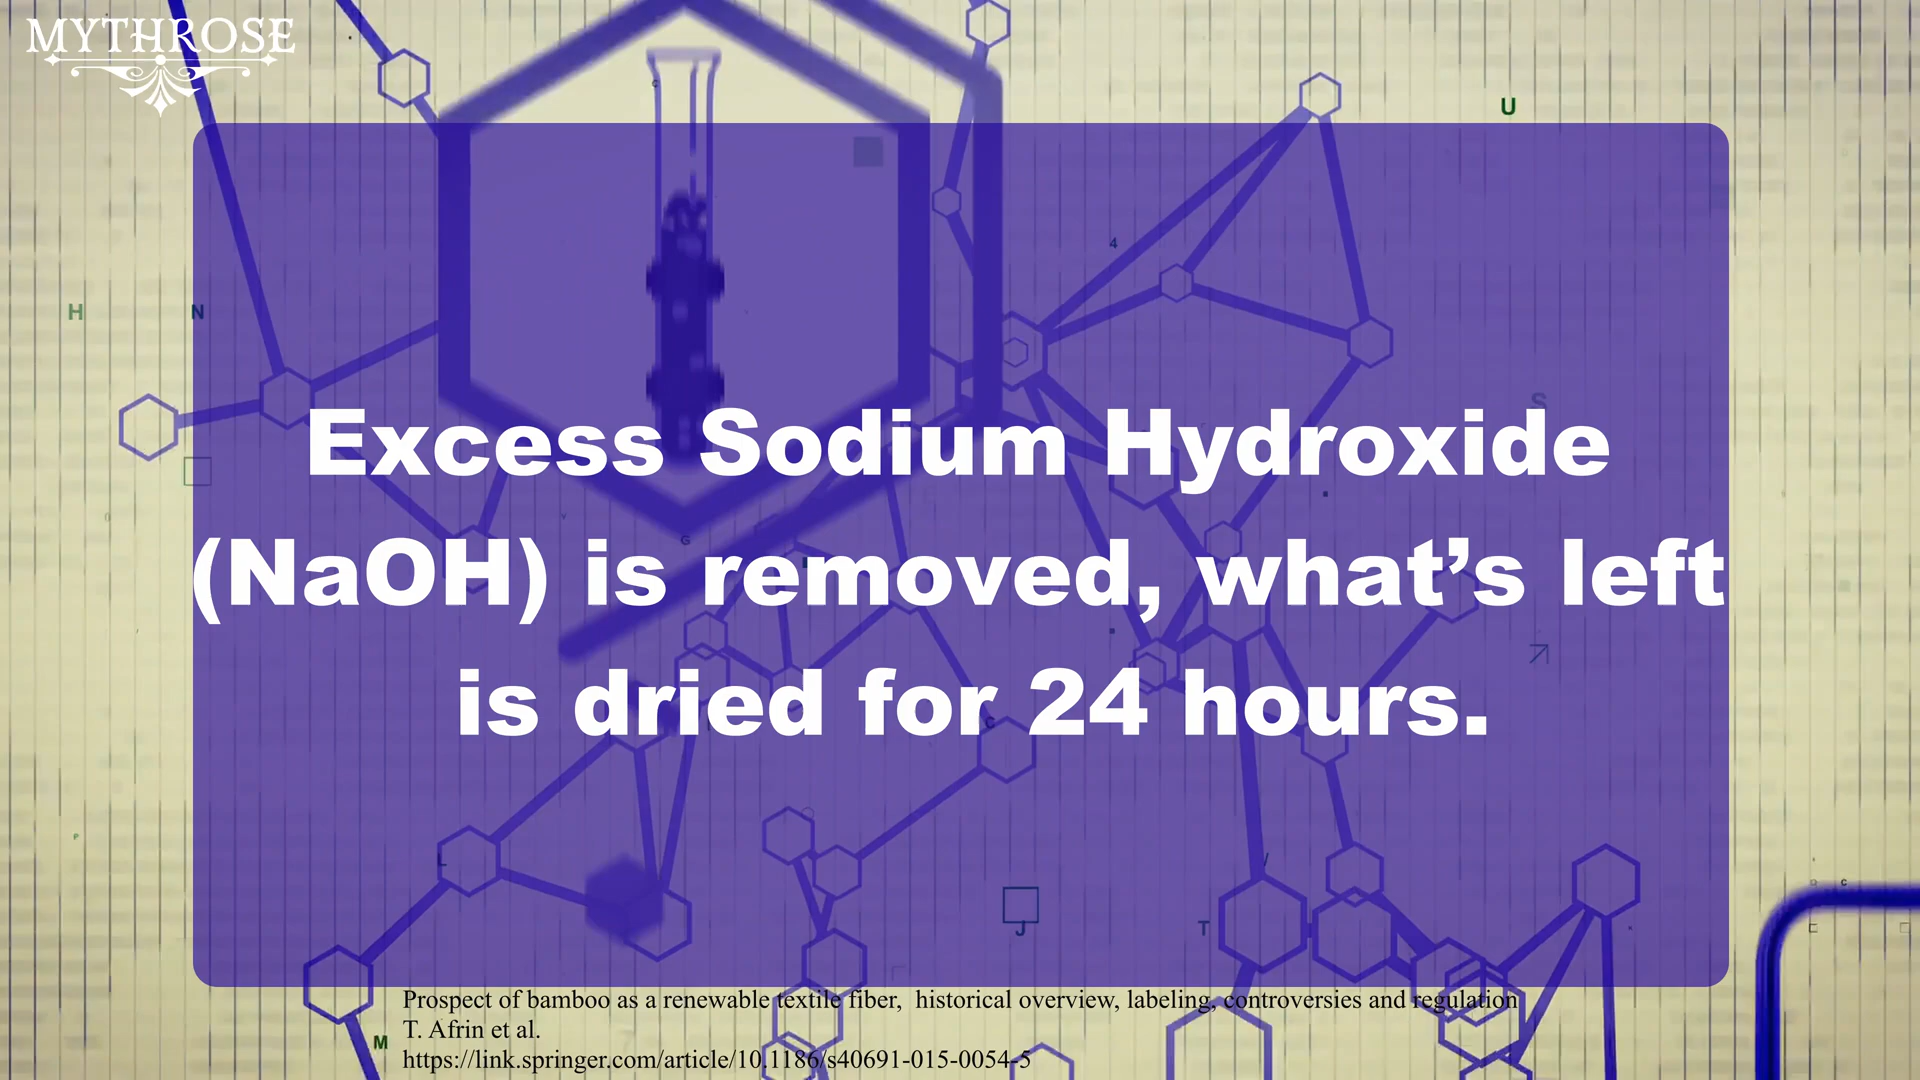 MYTHROSE
U
4
H
N
S
Excess Sodium Hydroxide
(NaOH) is removed, what’s left
G
is dried for 24 hours.
C
L
J
T
Prospect of bamboo as a renewable textile fiber, historical overview, labeling, controversies and regulation
T. Afrin et al.
M
https://link.springer.com/article/10.1186/s40691-015-0054-5